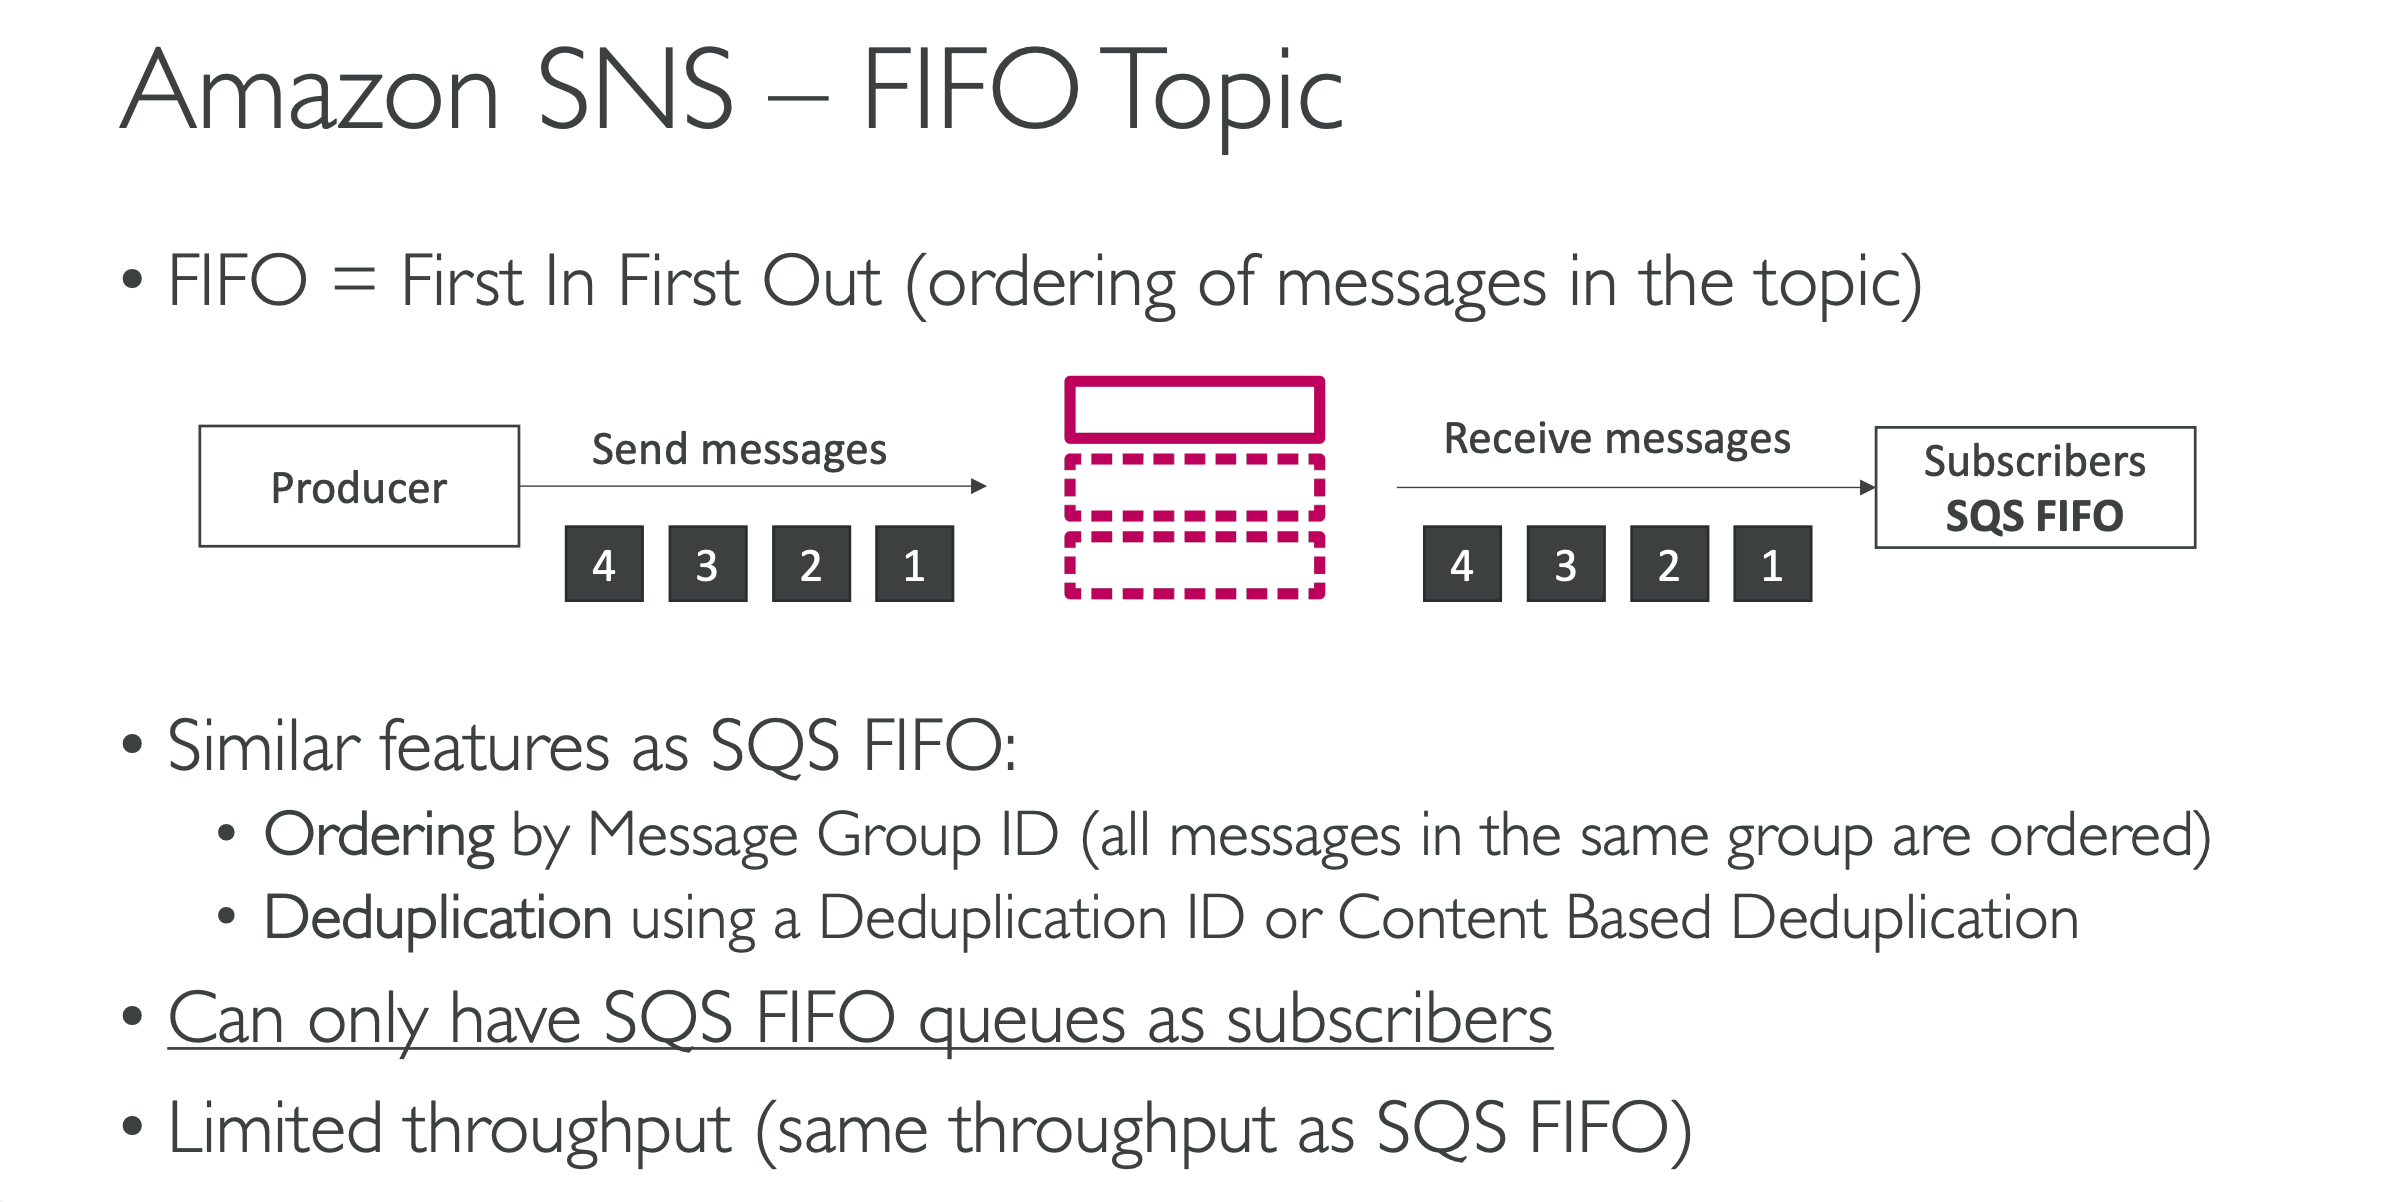 Amazon SNS – FIFO Topic
• FIFO = First In First Out (ordering of messages in the topic)
Producer
Send messages
4 3 2 1
Receive messages
4 3 2 1
Subscribers
SQS FIFO
• Similar features as SQS FIFO:
• Ordering by Message Group ID (all messages in the same group are ordered)
• Deduplication using a Deduplication ID or Content Based Deduplication
• Can only have SQS FIFO queues as subscribers
• Limited throughput (same throughput as SQS FIFO)